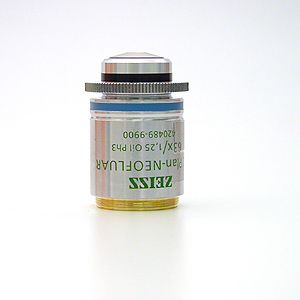 ZEISS
Plan-NEOFLUAR
63x/1,25 Oil Ph3
420489-9900